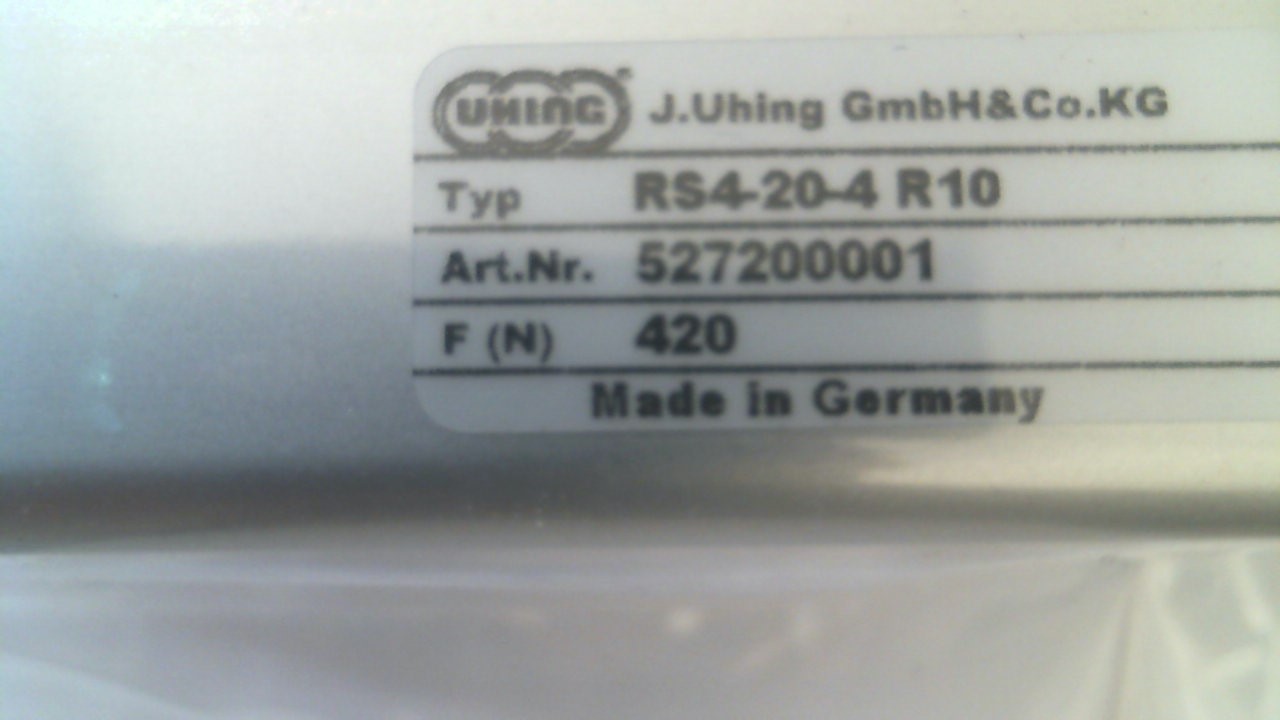 UHING J.Uhing GmbH&Co.KG
Typ RS4-20-4 R10
Art.Nr. 527200001
F (N) 420
Made in Germany